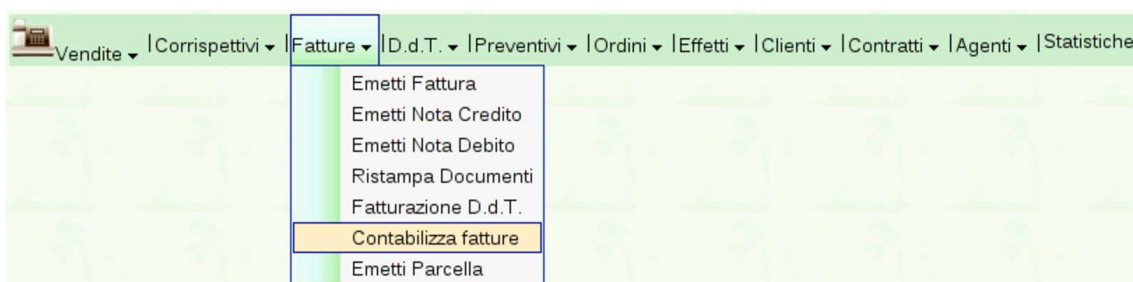 Vendite |Corrispettivi |Fatture |D.d.T. |Preventivi |Ordini |Effetti |Clienti |Contratti |Agenti |Statistiche
Emetti Fattura
Emetti Nota Credito
Emetti Nota Debito
Ristampa Documenti
Fatturazione D.d.T.
Contabilizza fatture
Emetti Parcella